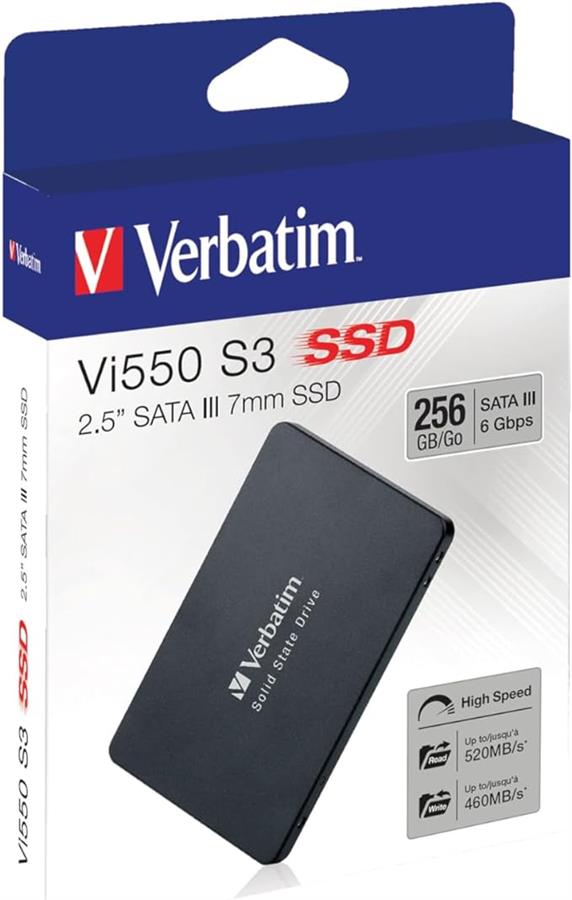 Verbatim™
Vi550 S3 SSD
2.5” SATA III 7mm SSD
256
GB/Go
SATA III
6 Gbps
Verbatim
Solid State Drive
High Speed
Read
Up to/jusqu'à
520MB/s*
Write
Up to/jusqu'à
460MB/s*
Verbatim
Vi550 S3 SSD 2.5” SATA III 7mm SSD